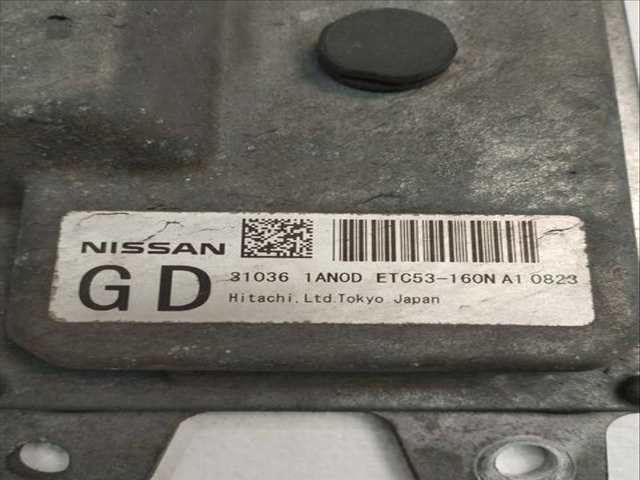 NISSAN
GD 31036 1AN0D ETC53-160N A1 0823
Hitachi.Ltd.Tokyo Japan